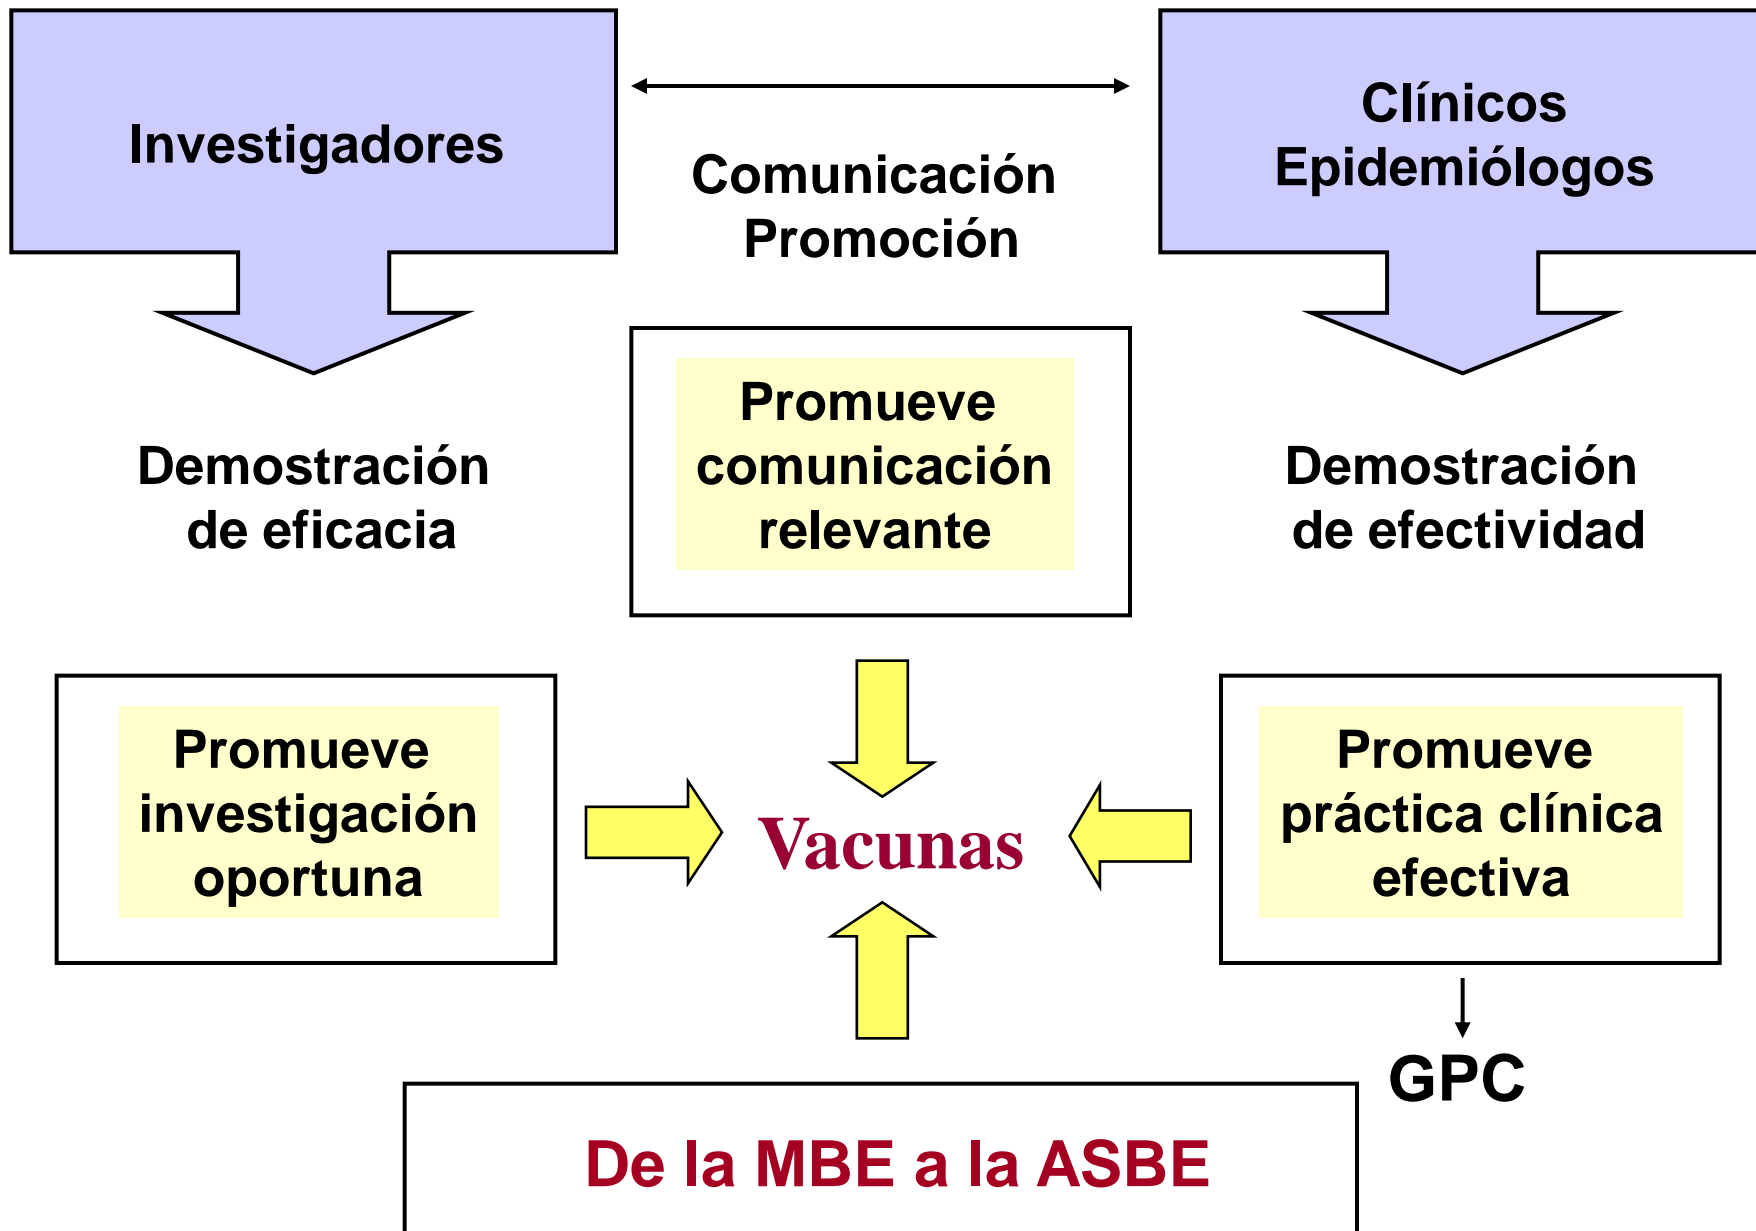 Investigadores
Comunicación
Promoción
Clínicos
Epidemiólogos
Demostración
de eficacia
Promueve
comunicación
relevante
Demostración
de efectividad
Promueve
investigación
oportuna
Vacunas
Promueve
práctica clínica
efectiva
GPC
De la MBE a la ASBE